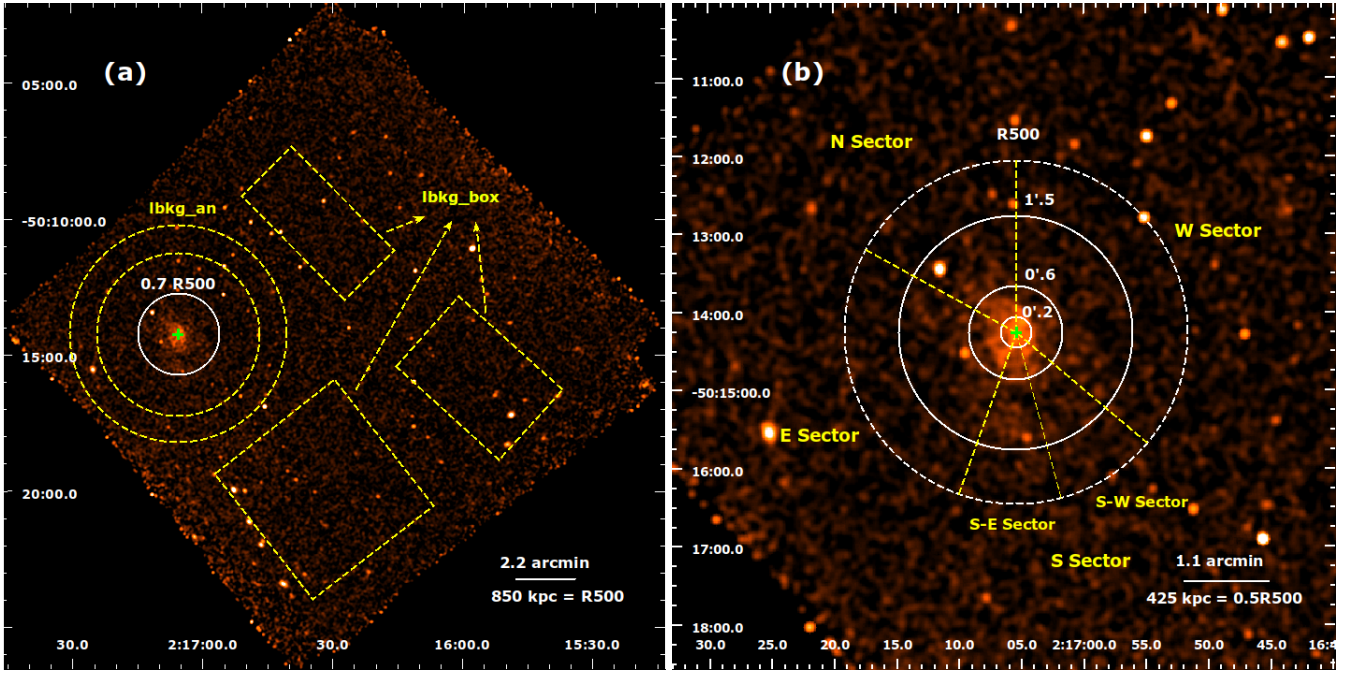 (a)
05:00.0
Ibkg_an
Ibkg_box
-50:10:00.0
0.7 R500
15:00.0
20:00.0
2.2 arcmin
850 kpc = R500
30.0
2:17:00.0
30.0
16:00.0
15:30.0
(b)
11:00.0
N Sector
R500
12:00.0
1'.5
W Sector
13:00.0
0'.6
14:00.0
0'.2
-50:15:00.0
E Sector
16:00.0
S-W Sector
S-E Sector
17:00.0
S Sector
1.1 arcmin
425 kpc = 0.5R500
18:00.0
30.0
25.0
20.0
15.0
10.0
05.0
2:17:00.0
55.0
50.0
45.0
16:4